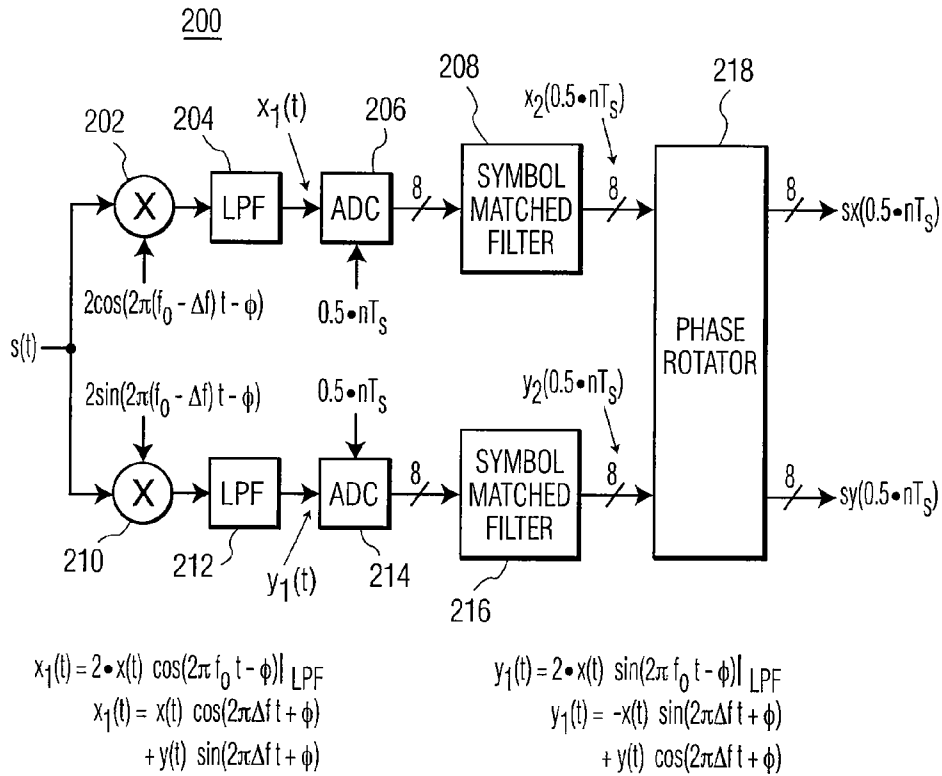 200
202
204
x₁(t)
206
208
x₂(0.5•nTₛ)
218
X
LPF
ADC
8
SYMBOL
MATCHED
FILTER
8
8
sx(0.5•nTₛ)
2cos(2π(f₀ - Δf) t - ϕ)
0.5•nTₛ
PHASE
ROTATOR
s(t)
2sin(2π(f₀ - Δf) t - ϕ)
0.5•nTₛ
y₂(0.5•nTₛ)
X
LPF
ADC
8
SYMBOL
MATCHED
FILTER
8
8
sy(0.5•nTₛ)
210
212
y₁(t)
214
216
x₁(t) = 2•x(t) cos(2π f₀ t - ϕ)| LPF
x₁(t) = x(t) cos(2πΔf t + ϕ)
+ y(t) sin(2πΔf t + ϕ)
y₁(t) = 2•x(t) sin(2π f₀ t - ϕ)| LPF
y₁(t) = -x(t) sin(2πΔf t + ϕ)
+ y(t) cos(2πΔf t + ϕ)